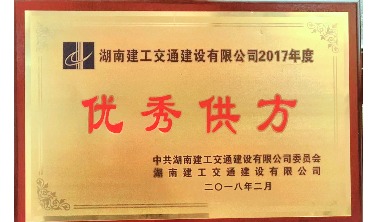 湖南建工交通建设有限公司2017年度
优秀供方
中共湖南建工交通建设有限公司委员会
湖南建工交通建设有限公司
二〇一八年二月